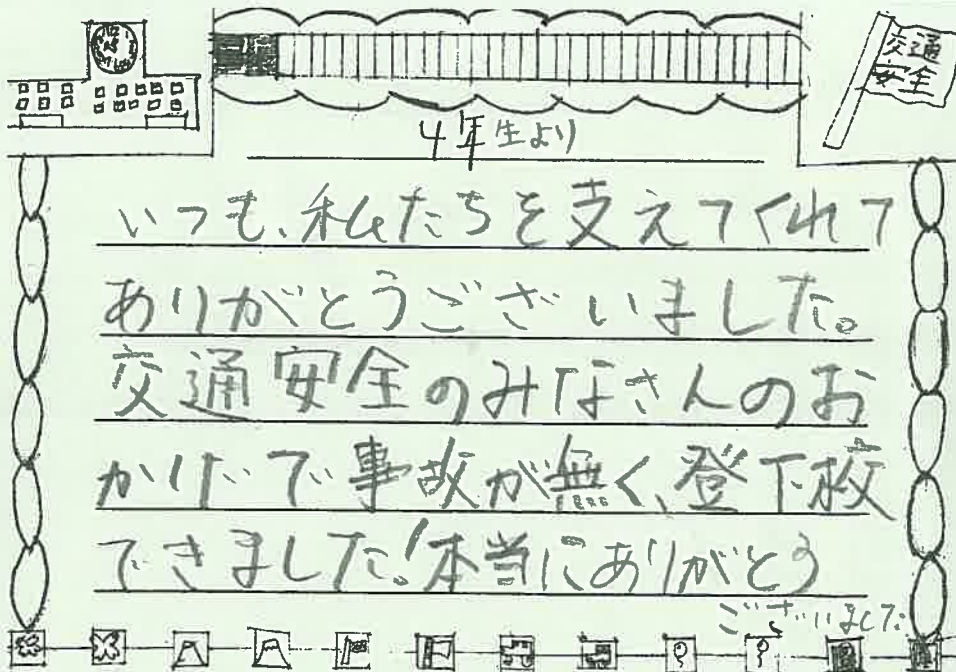 交通
安全
4年生より
いつも、私たちを支えてくれて
ありがとうございました。
交通安全のみなさんのお
かげで事故が無く、登下校
できました!本当にありがとう
ございました